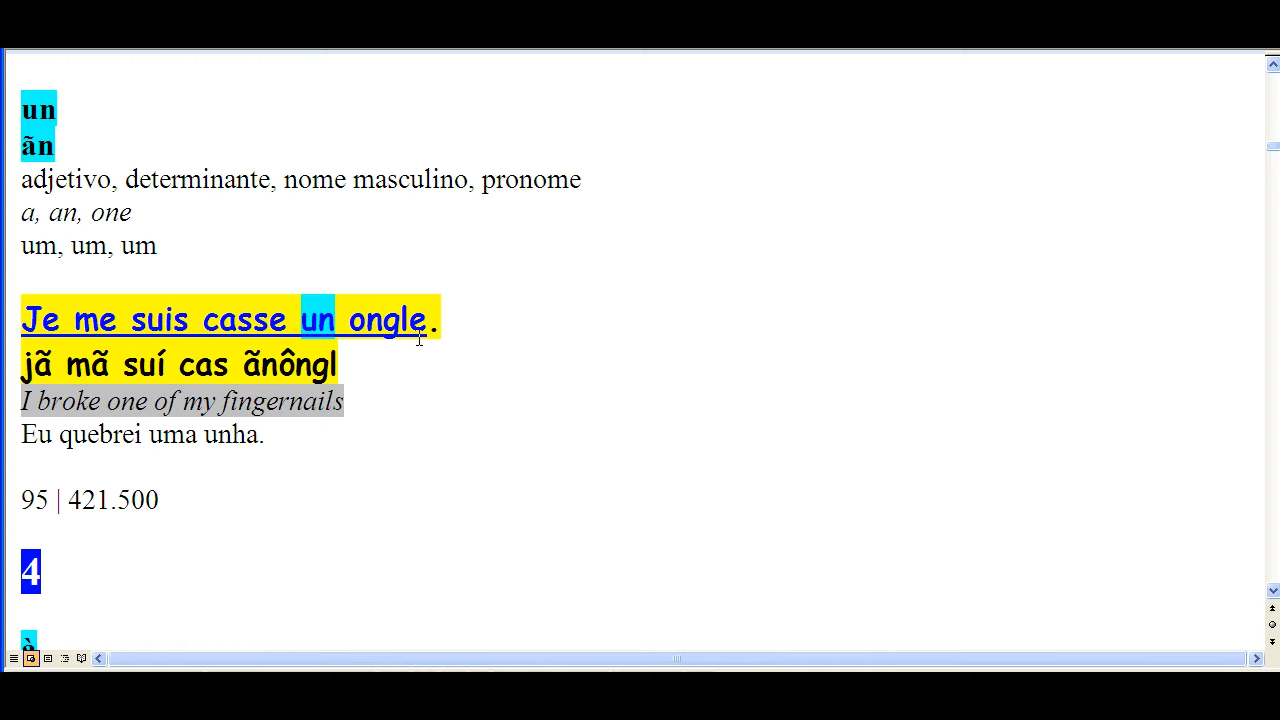 un
ãn
adjetivo, determinante, nome masculino, pronome
a, an, one
um, um, um
Je me suis casse un ongle.
jã mã suí cas ãnôngl
I broke one of my fingernails
Eu quebrei uma unha.
95 | 421.500
4
à